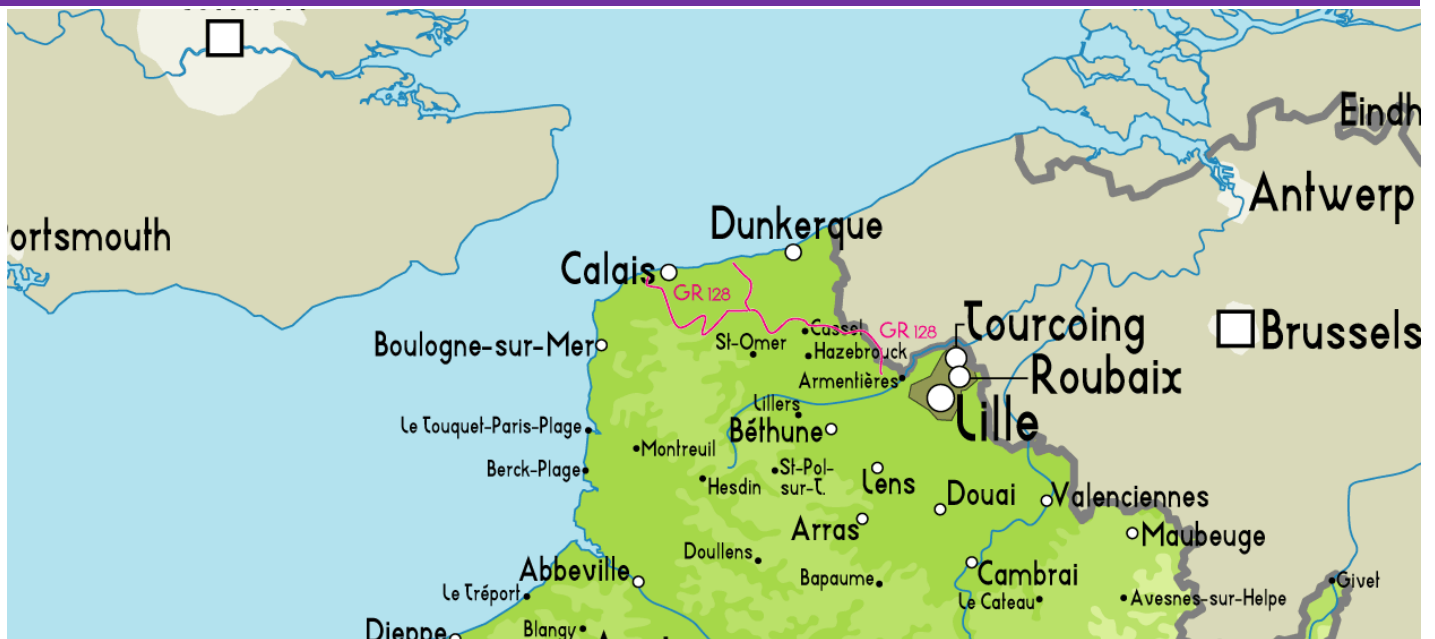 Eindh
Antwerp
ortsmouth
Dunkerque
Calais
GR 128
Cassel
GR 128
Tourcoing
Brussels
Boulogne-sur-Mer
St-Omer
Hazebrouck
Armentières
Roubaix
Lillers
Lille
Le Touquet-Paris-Plage
Béthune
Montreuil
Berck-Plage
St-Pol-
sur-T.
Hesdin
Lens
Douai
Valenciennes
Arras
Maubeuge
Doullens
Abbeville
Bapaume
Cambrai
Givet
Le Tréport
Le Cateau
Avesnes-sur-Helpe
Dieppe
Blangy